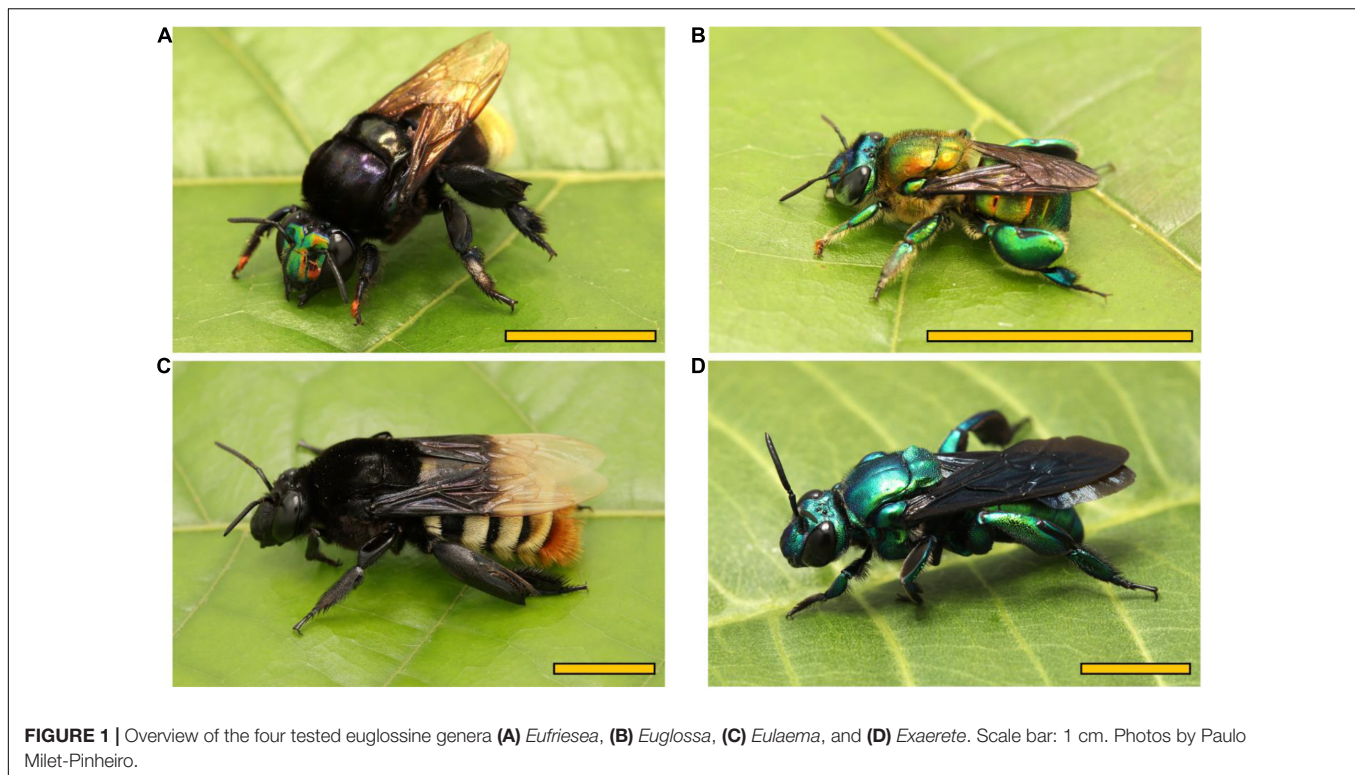 A
B
C
D
FIGURE 1 | Overview of the four tested euglossine genera (A) Eufriesea, (B) Euglossa, (C) Eulaema, and (D) Exaerete. Scale bar: 1 cm. Photos by Paulo
Milet-Pinheiro.